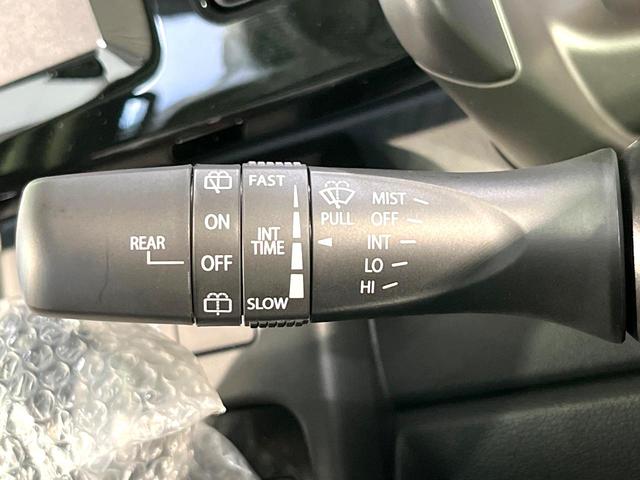 REAR
ON
OFF
FAST
INT
TIME
SLOW
PULL
MIST
OFF
INT
LO
HI